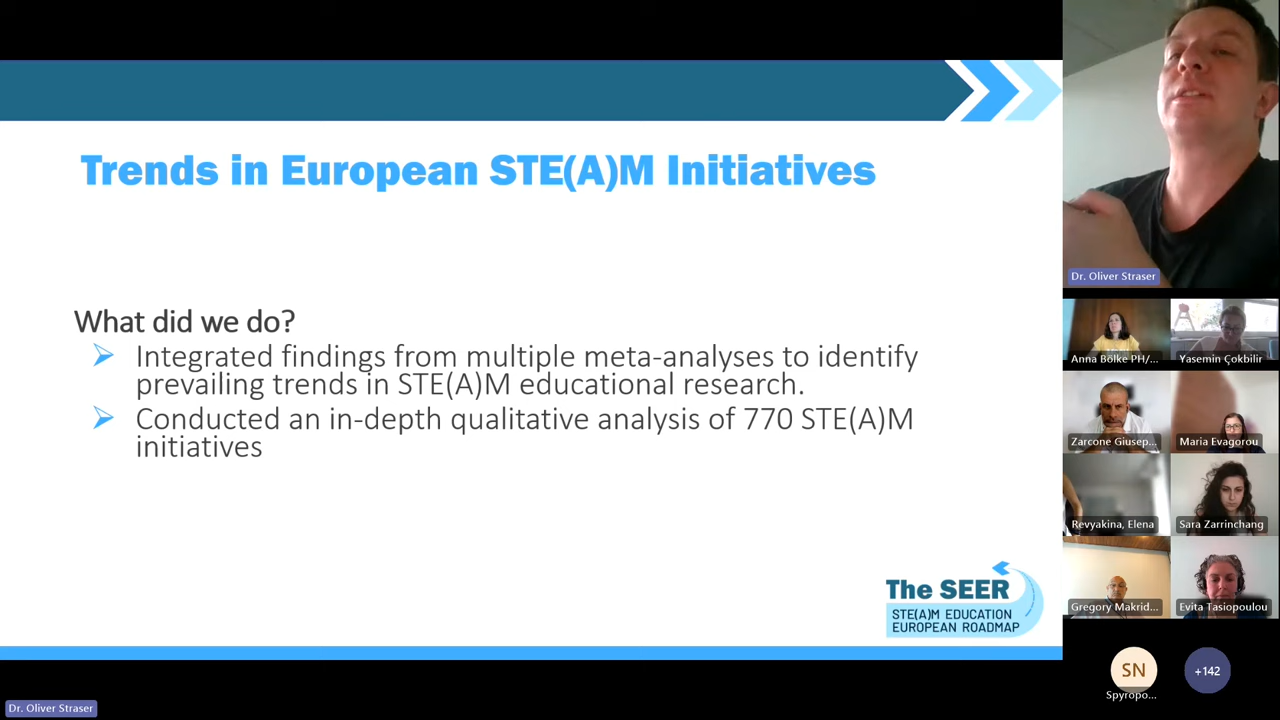 Trends in European STE(A)M Initiatives
What did we do?
Integrated findings from multiple meta-analyses to identify
prevailing trends in STE(A)M educational research.
Conducted an in-depth qualitative analysis of 770 STE(A)M
initiatives
The SEER
STE(A)M EDUCATION
EUROPEAN ROADMAP
Dr. Oliver Straser
Dr. Oliver Straser
Anna Bölke PH/...
Yasemin Çokbilir
Zarcone Giusep...
Maria Evagorou
Revyakina, Elena
Sara Zarrinchang
Gregory Makrid...
Evita Tasiopoulou
SN
Spyropo...
+142